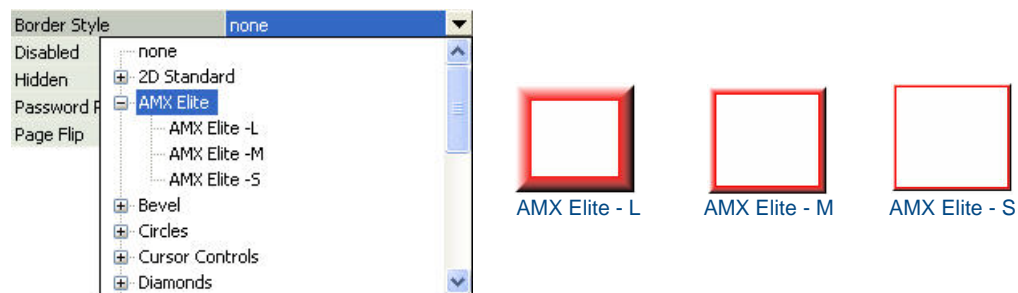 Border Style none
Disabled
Hidden
Password
Page Flip
none
2D Standard
AMX Elite
AMX Elite -L
AMX Elite -M
AMX Elite -S
Bevel
Circles
Cursor Controls
Diamonds
AMX Elite - L
AMX Elite - M
AMX Elite - S